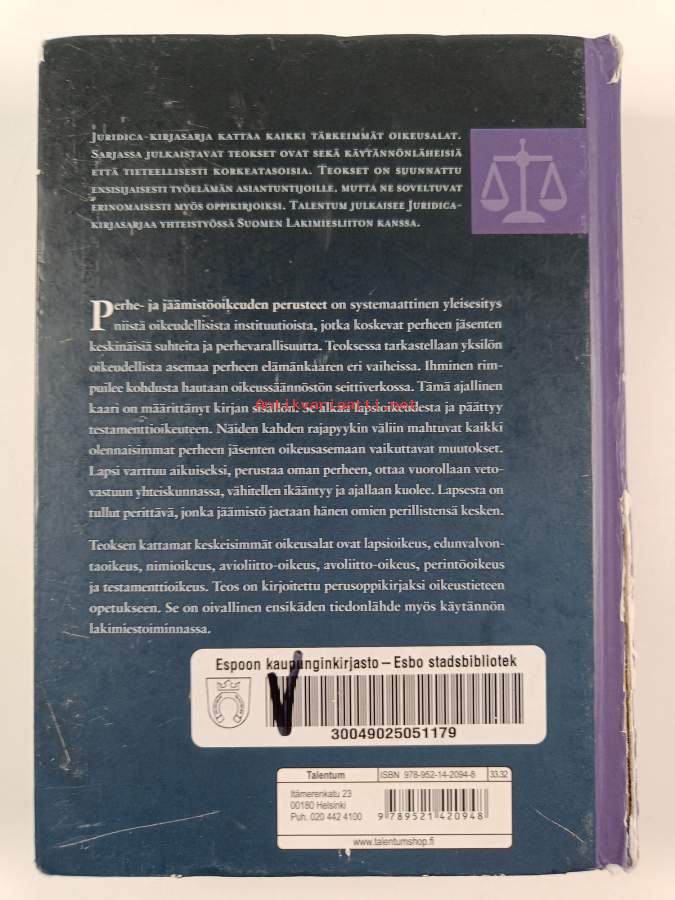 JURIDICA-KIRJASARJA KATTAA KAIKKI TÄRKEIMMÄT OIKEUSALAT.
SARJASSA JULKAISTAVAT TEOKSET OVAT SEKÄ KÄYTÄNNÖNLÄHEISIÄ
ETTÄ TIETEELLISESTI KORKEATASOISIA. TEOKSET ON SUUNNATTU
ENSISIJAISESTI TYÖELÄMÄN ASIANTUNTIJOILLE, MUTTA NE SOVELTUVAT
ERINOMAISESTI MYÖS OPPIKIRJOIKSI. TALENTUM JULKAISEE JURIDICA-
KIRJASARJAA YHTEISTYÖSSÄ SUOMEN LAKIMIESLIITON KANSSA.
Perhe- ja jäämistöoikeuden perusteet on systemaattinen yleisesitys
niistä oikeudellisista instituutioista, jotka koskevat perheen jäsenten
keskinäisiä suhteita ja perhevarallisuutta. Teoksessa tarkastellaan yksilön
oikeudellista asemaa perheen elämänkaaren eri vaiheissa. Ihminen rim-
puilee kohdusta hautaan oikeussäännöstön seittiverkossa. Tämä ajallinen
kaari on määrittänyt kirjan sisällön. Se alkaa lapsioikeudesta ja päättyy
Antikvariantti.net
testamenttioikeuteen. Näiden kahden rajapyykin väliin mahtuvat kaikki
olennaisimmat perheen jäsenten oikeusasemaan vaikuttavat muutokset.
Lapsi varttuu aikuiseksi, perustaa oman perheen, ottaa vuorollaan veto-
vastuun yhteiskunnassa, vähitellen ikääntyy ja ajallaan kuolee. Lapsesta on
tullut perittävä, jonka jäämistö jaetaan hänen omien perillistensä kesken.
Teoksen kattamat keskeisimmät oikeusalat ovat lapsioikeus, edunvalvon-
taoikeus, nimioikeus, avioliitto-oikeus, avoliitto-oikeus, perintöoikeus
ja testamenttioikeus. Teos on kirjoitettu perusoppikirjaksi oikeustieteen
opetukseen. Se on oivallinen ensikäden tiedonlähde myös käytännön
lakimiestoiminnassa.
Espoon kaupunginkirjasto – Esbo stadsbibliotek
V
30049025051179
Talentum ISBN 978-952-14-2094-8 33.32
Itämerenkatu 23
00180 Helsinki
Puh. 020 442 4100
9 789521 420948
www.talentumshop.fi